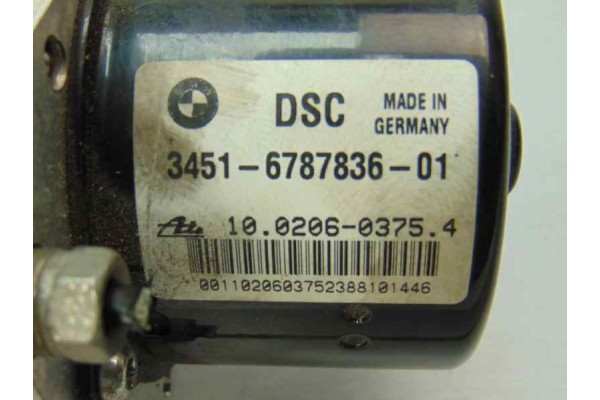 DSC
MADE IN
GERMANY
3451-6787836-01
Ate 10.0206-0375.4
0011020603752388101446